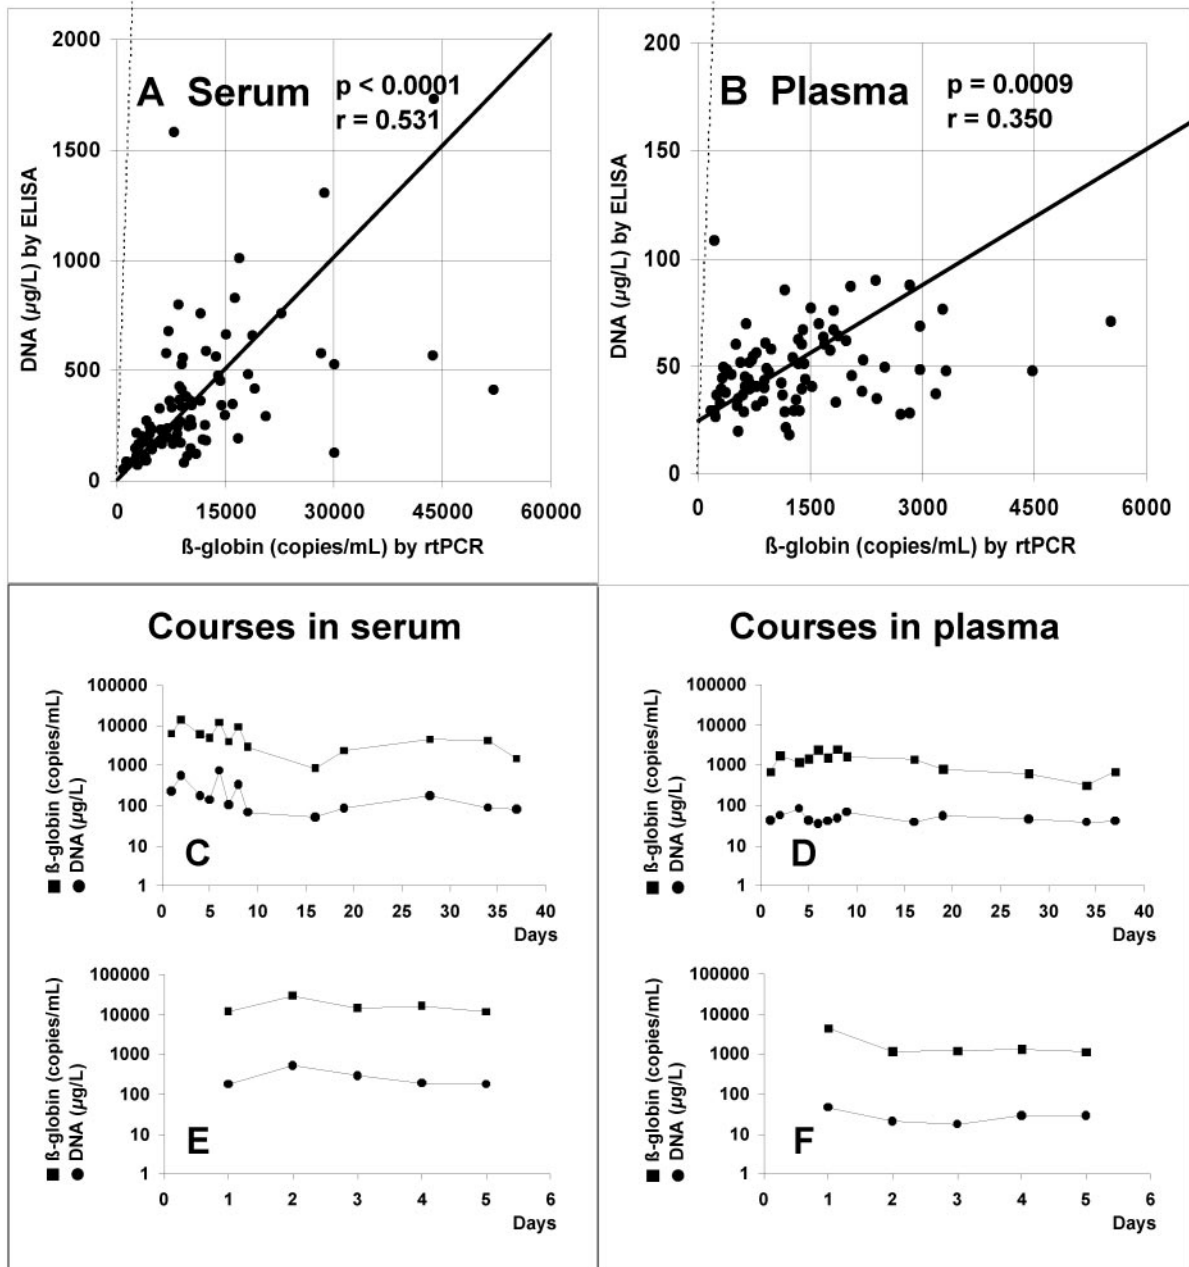 A Serum
p < 0.0001
r = 0.531
DNA (µg/L) by ELISA
2000
1500
1000
500
0
0 15000 30000 45000 60000
ß-globin (copies/mL) by rtPCR
B Plasma
p = 0.0009
r = 0.350
DNA (µg/L) by ELISA
200
150
100
50
0
0 1500 3000 4500 6000
ß-globin (copies/mL) by rtPCR
Courses in serum
ß-globin (copies/mL)
DNA (µg/L)
100000
10000
1000
100
10
1
C
0 5 10 15 20 25 30 35 40
Days
Courses in plasma
ß-globin (copies/mL)
DNA (µg/L)
100000
10000
1000
100
10
1
D
0 5 10 15 20 25 30 35 40
Days
ß-globin (copies/mL)
DNA (µg/L)
100000
10000
1000
100
10
1
E
0 1 2 3 4 5 6
Days
ß-globin (copies/mL)
DNA (µg/L)
100000
10000
1000
100
10
1
F
0 1 2 3 4 5 6
Days